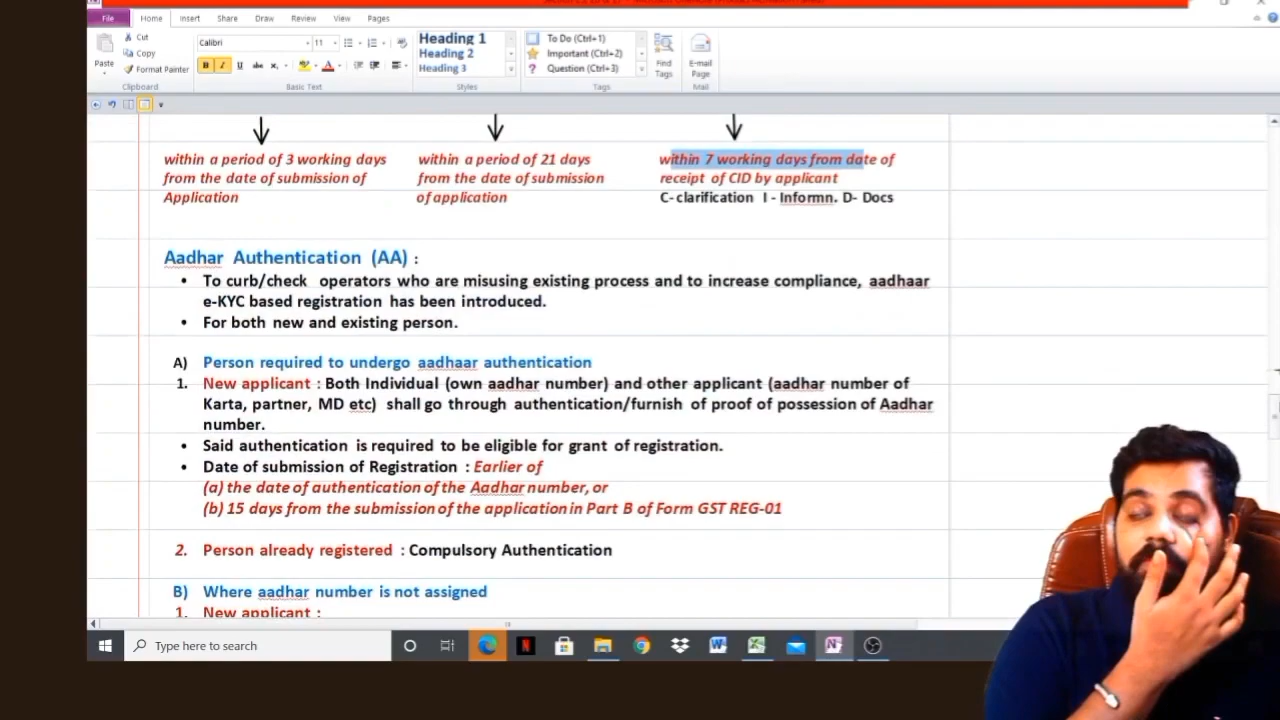 File Home Insert Share Draw Review View Pages
Cut
Copy
Format Painter
Paste
Clipboard
Calibri 11
B I U abc x
Basic Text
Heading 1
Heading 2
Heading 3
Styles
To Do (Ctrl+1)
Important (Ctrl+2)
Question (Ctrl+3)
Tags
Find
Tags
E-mail
Page
Mail
within a period of 3 working days
from the date of submission of
Application
within a period of 21 days
from the date of submission
of application
within 7 working days from date of
receipt of CID by applicant
C- clarification I - Informn. D- Docs
Aadhar Authentication (AA) :
• To curb/check operators who are misusing existing process and to increase compliance, aadhaar
e-KYC based registration has been introduced.
• For both new and existing person.
A) Person required to undergo aadhaar authentication
1. New applicant : Both Individual (own aadhar number) and other applicant (aadhar number of
Karta, partner, MD etc) shall go through authentication/furnish of proof of possession of Aadhar
number.
• Said authentication is required to be eligible for grant of registration.
• Date of submission of Registration : Earlier of
(a) the date of authentication of the Aadhar number, or
(b) 15 days from the submission of the application in Part B of Form GST REG-01
2. Person already registered : Compulsory Authentication
B) Where aadhar number is not assigned
1. New applicant :
Type here to search